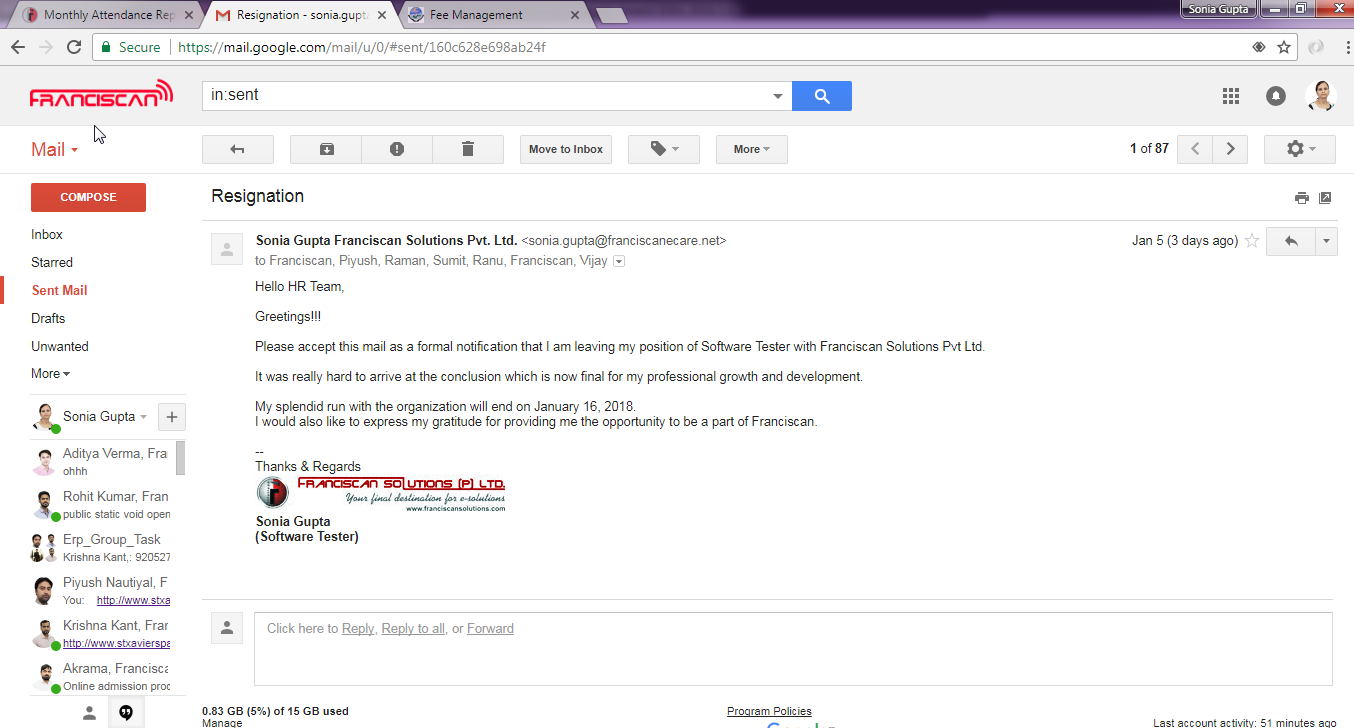 Monthly Attendance Rep
Resignation - sonia.gupta
Fee Management
Sonia Gupta
Secure
https://mail.google.com/mail/u/0/#sent/160c628e698ab24f
FRANCISCAN
in:sent
Mail
Move to Inbox
More
1 of 87
COMPOSE
Resignation
Inbox
Starred
Sent Mail
Drafts
Unwanted
More
Sonia Gupta Franciscan Solutions Pvt. Ltd. <sonia.gupta@franciscanecare.net>
Jan 5 (3 days ago)
to Franciscan, Piyush, Raman, Sumit, Ranu, Franciscan, Vijay
Hello HR Team,
Greetings!!!
Please accept this mail as a formal notification that I am leaving my position of Software Tester with Franciscan Solutions Pvt Ltd.
It was really hard to arrive at the conclusion which is now final for my professional growth and development.
My splendid run with the organization will end on January 16, 2018.
I would also like to express my gratitude for providing me the opportunity to be a part of Franciscan.
--
Thanks & Regards
FRANCISCAN SOLUTIONS (P) LTD.
Your final destination for e-solutions
www.franciscansolutions.com
Sonia Gupta
(Software Tester)
Sonia Gupta
Aditya Verma, Fra
ohhh
Rohit Kumar, Fran
public static void open
Erp_Group_Task
Krishna Kant,: 920527
Piyush Nautiyal, F
You: http://www.stxa
Krishna Kant, Fran
http://www.stxavierspa
Akrama, Francisca
Online admission proc
Click here to Reply, Reply to all, or Forward
0.83 GB (5%) of 15 GB used
Manage
Program Policies
Last account activity: 51 minutes ago